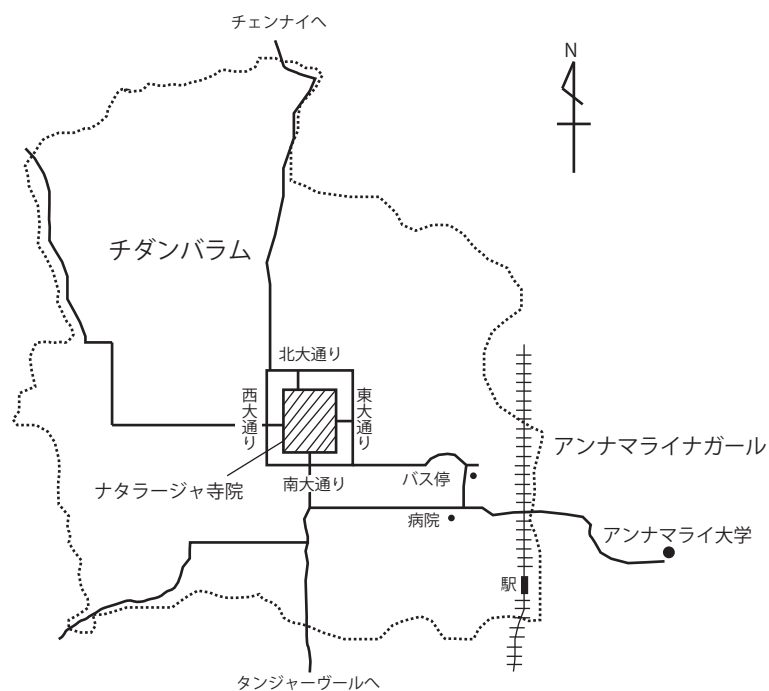 チェンナイへ
N
チダンバラム
北大通り
西大通り
東大通り
アンナマライナガール
ナタラージャ寺院
南大通り
バス停
病院
アンナマライ大学
駅
タンジャーヴールへ